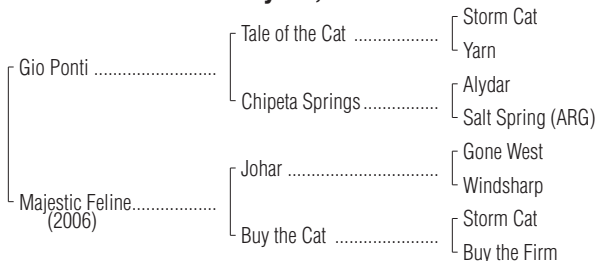 Storm Cat
Tale of the Cat ..................
Yarn
Gio Ponti ..........................
Alydar
Chipeta Springs ................
Salt Spring (ARG)
Gone West
Johar ................................
Windsharp
Majestic Feline..................
(2006)
Storm Cat
Buy the Cat ......................
Buy the Firm